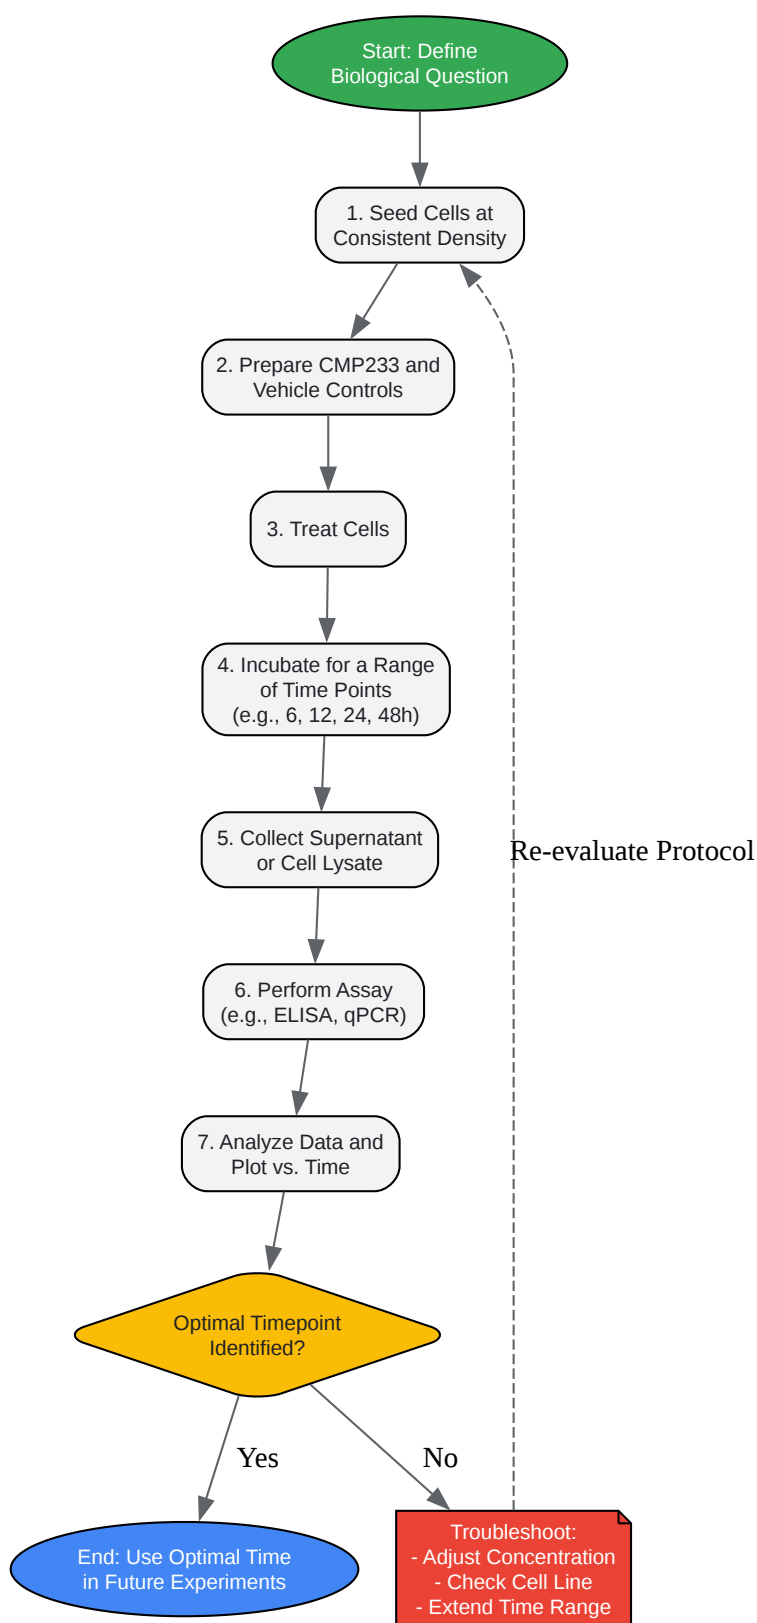 Start: Define
Biological Question
1. Seed Cells at
Consistent Density
2. Prepare CMP233 and
Vehicle Controls
3. Treat Cells
4. Incubate for a Range
of Time Points
(e.g., 6, 12, 24, 48h)
5. Collect Supernatant
or Cell Lysate
Re-evaluate Protocol
6. Perform Assay
(e.g., ELISA, qPCR)
7. Analyze Data and
Plot vs. Time
Optimal Timepoint
Identified?
Yes
No
End: Use Optimal Time
in Future Experiments
Troubleshoot:
- Adjust Concentration
- Check Cell Line
- Extend Time Range